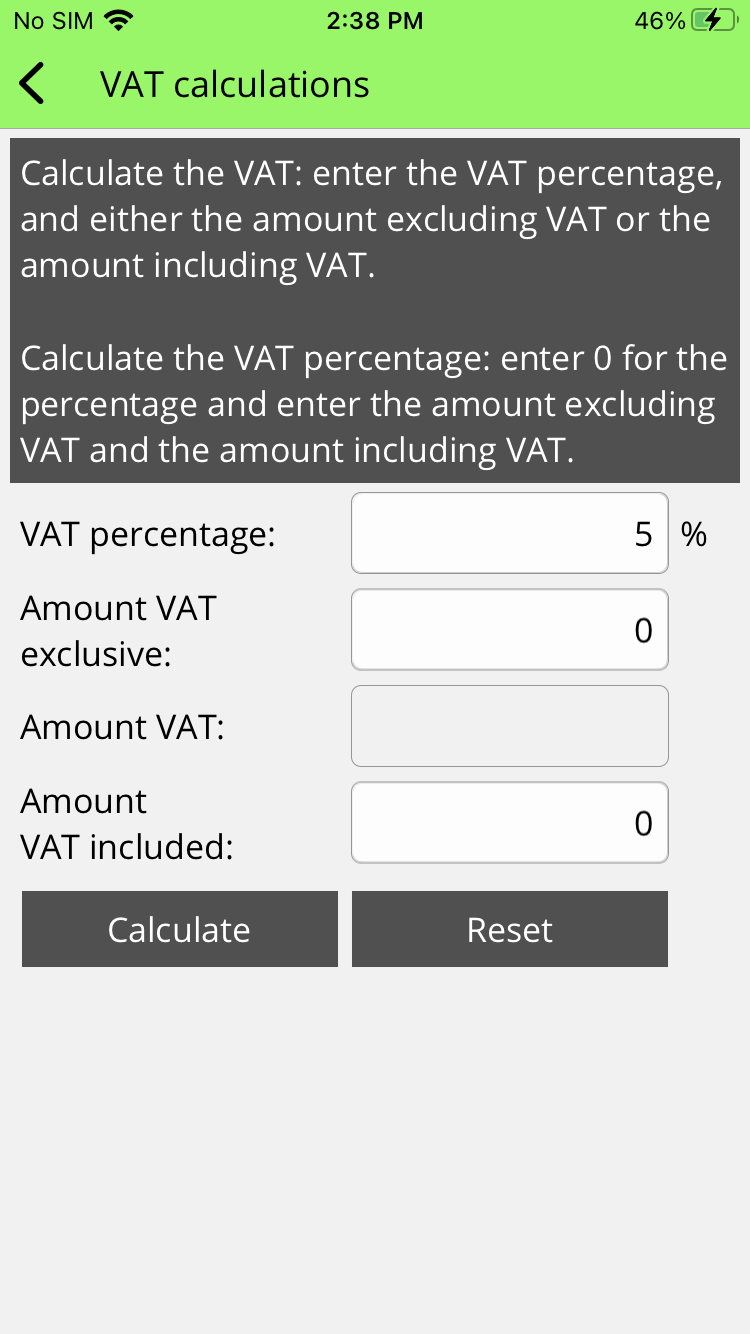 No SIM 2:38 PM 46%
VAT calculations
Calculate the VAT: enter the VAT percentage,
and either the amount excluding VAT or the
amount including VAT.
Calculate the VAT percentage: enter 0 for the
percentage and enter the amount excluding
VAT and the amount including VAT.
VAT percentage: 5 %
Amount VAT
exclusive: 0
Amount VAT:
Amount
VAT included: 0
Calculate Reset